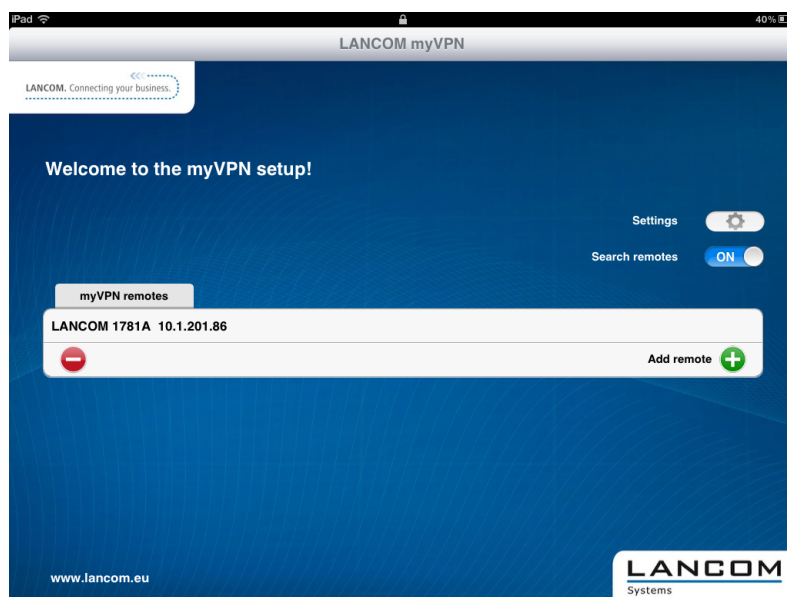 iPad 40%
LANCOM myVPN
LANCOM. Connecting your business.
Welcome to the myVPN setup!
Settings
Search remotes ON
myVPN remotes
LANCOM 1781A 10.1.201.86
Add remote
www.lancom.eu
LANCOM
Systems